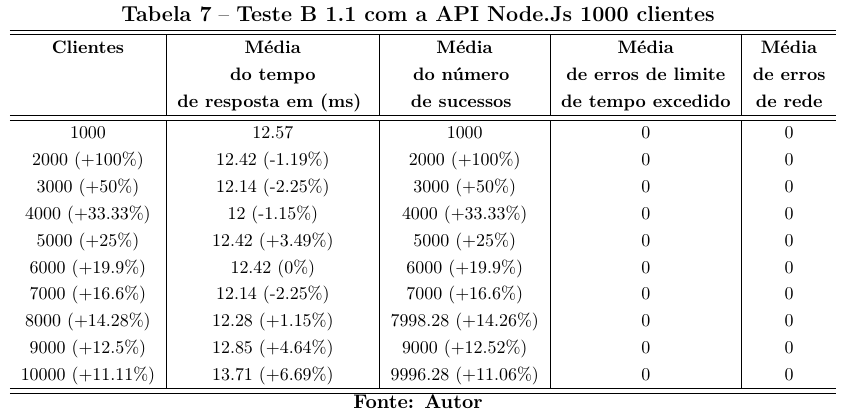 Tabela 7 – Teste B 1.1 com a API Node.Js 1000 clientes
Clientes Média Média Média Média
do tempo do número de erros de limite de erros
de resposta em (ms) de sucessos de tempo excedido de rede
1000 12.57 1000 0 0
2000 (+100%) 12.42 (-1.19%) 2000 (+100%) 0 0
3000 (+50%) 12.14 (-2.25%) 3000 (+50%) 0 0
4000 (+33.33%) 12 (-1.15%) 4000 (+33.33%) 0 0
5000 (+25%) 12.42 (+3.49%) 5000 (+25%) 0 0
6000 (+19.9%) 12.42 (0%) 6000 (+19.9%) 0 0
7000 (+16.6%) 12.14 (-2.25%) 7000 (+16.6%) 0 0
8000 (+14.28%) 12.28 (+1.15%) 7998.28 (+14.26%) 0 0
9000 (+12.5%) 12.85 (+4.64%) 9000 (+12.52%) 0 0
10000 (+11.11%) 13.71 (+6.69%) 9996.28 (+11.06%) 0 0
Fonte: Autor